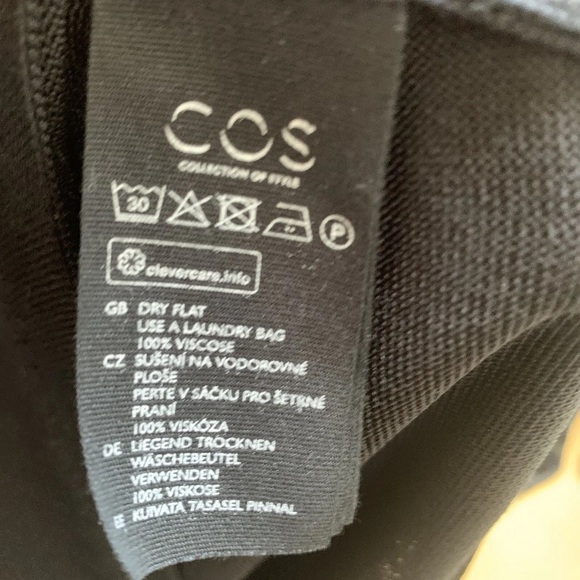 COS
COLLECTION OF STYLE
30
P
clevercare.info
GB DRY FLAT
USE A LAUNDRY BAG
100% VISCOSE
CZ SUŠENÍ NA VODOROVNÉ
PLOŠE
PERTE V SÁČKU PRO ŠETRNÉ
PRANÍ
100% VISKÓZA
DE LIEGEND TROCKNEN
WÄSCHEBEUTEL
VERWENDEN
100% VISKOSE
EE KUIVATA TASASEL PINNAL